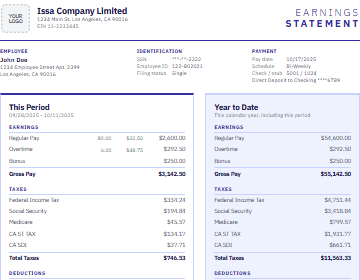 YOUR
LOGO
Issa Company Limited
1234 Main St. Los Angeles, CA 90016
EIN 11-2233445
EARNINGS
STATEMENT
EMPLOYEE
John Doe
1234 Employee Street Apt. 2399
Los Angeles, CA 90016
IDENTIFICATION
SSN ***-**-2222
Employee ID 122-802021
Filing status Single
PAYMENT
Pay date 10/17/2025
Schedule Bi-Weekly
Check / stub 5001 / 1024
Direct Deposit to Checking ****6789
This Period
09/28/2025 - 10/11/2025
EARNINGS
Regular Pay 80.00 $32.50 $2,600.00
Overtime 6.00 $48.75 $292.50
Bonus $250.00
Gross Pay $3,142.50
TAXES
Federal Income Tax $334.24
Social Security $194.84
Medicare $45.57
CA ST TAX $134.17
CA SDI $37.71
Total Taxes $746.53
DEDUCTIONS
Year to Date
This calendar year, including this period
EARNINGS
Regular Pay $54,600.00
Overtime $292.50
Bonus $250.00
Gross Pay $55,142.50
TAXES
Federal Income Tax $4,751.44
Social Security $3,418.84
Medicare $799.57
CA ST TAX $1,931.77
CA SDI $661.71
Total Taxes $11,563.33
DEDUCTIONS